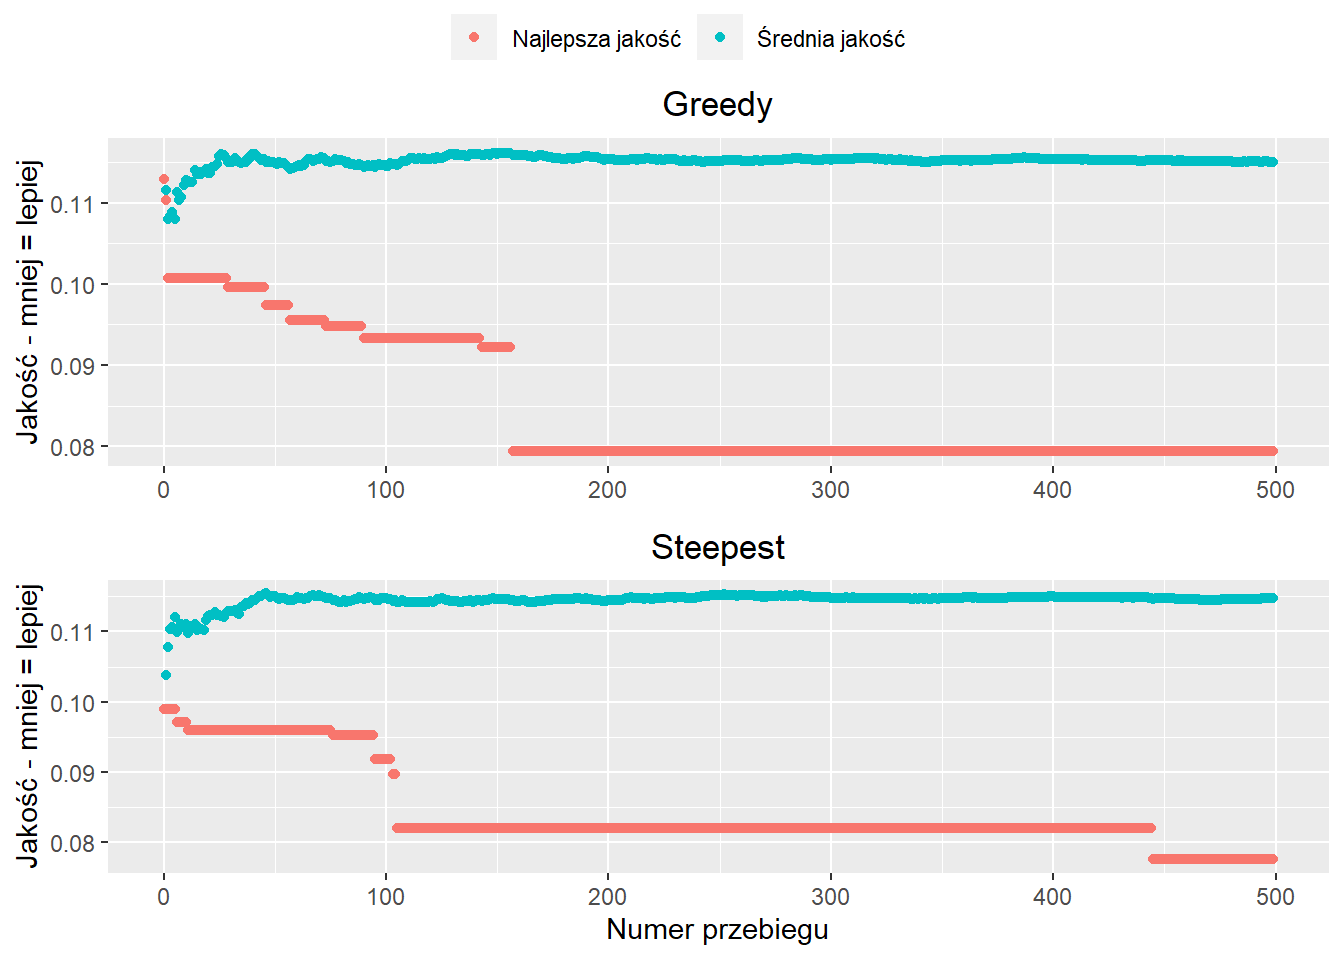 Najlepsza jakość Średnia jakość
Greedy
Jakość - mniej = lepiej
0.11
0.10
0.09
0.08
0 100 200 300 400 500
Steepest
Jakość - mniej = lepiej
0.11
0.10
0.09
0.08
0 100 200 300 400 500
Numer przebiegu